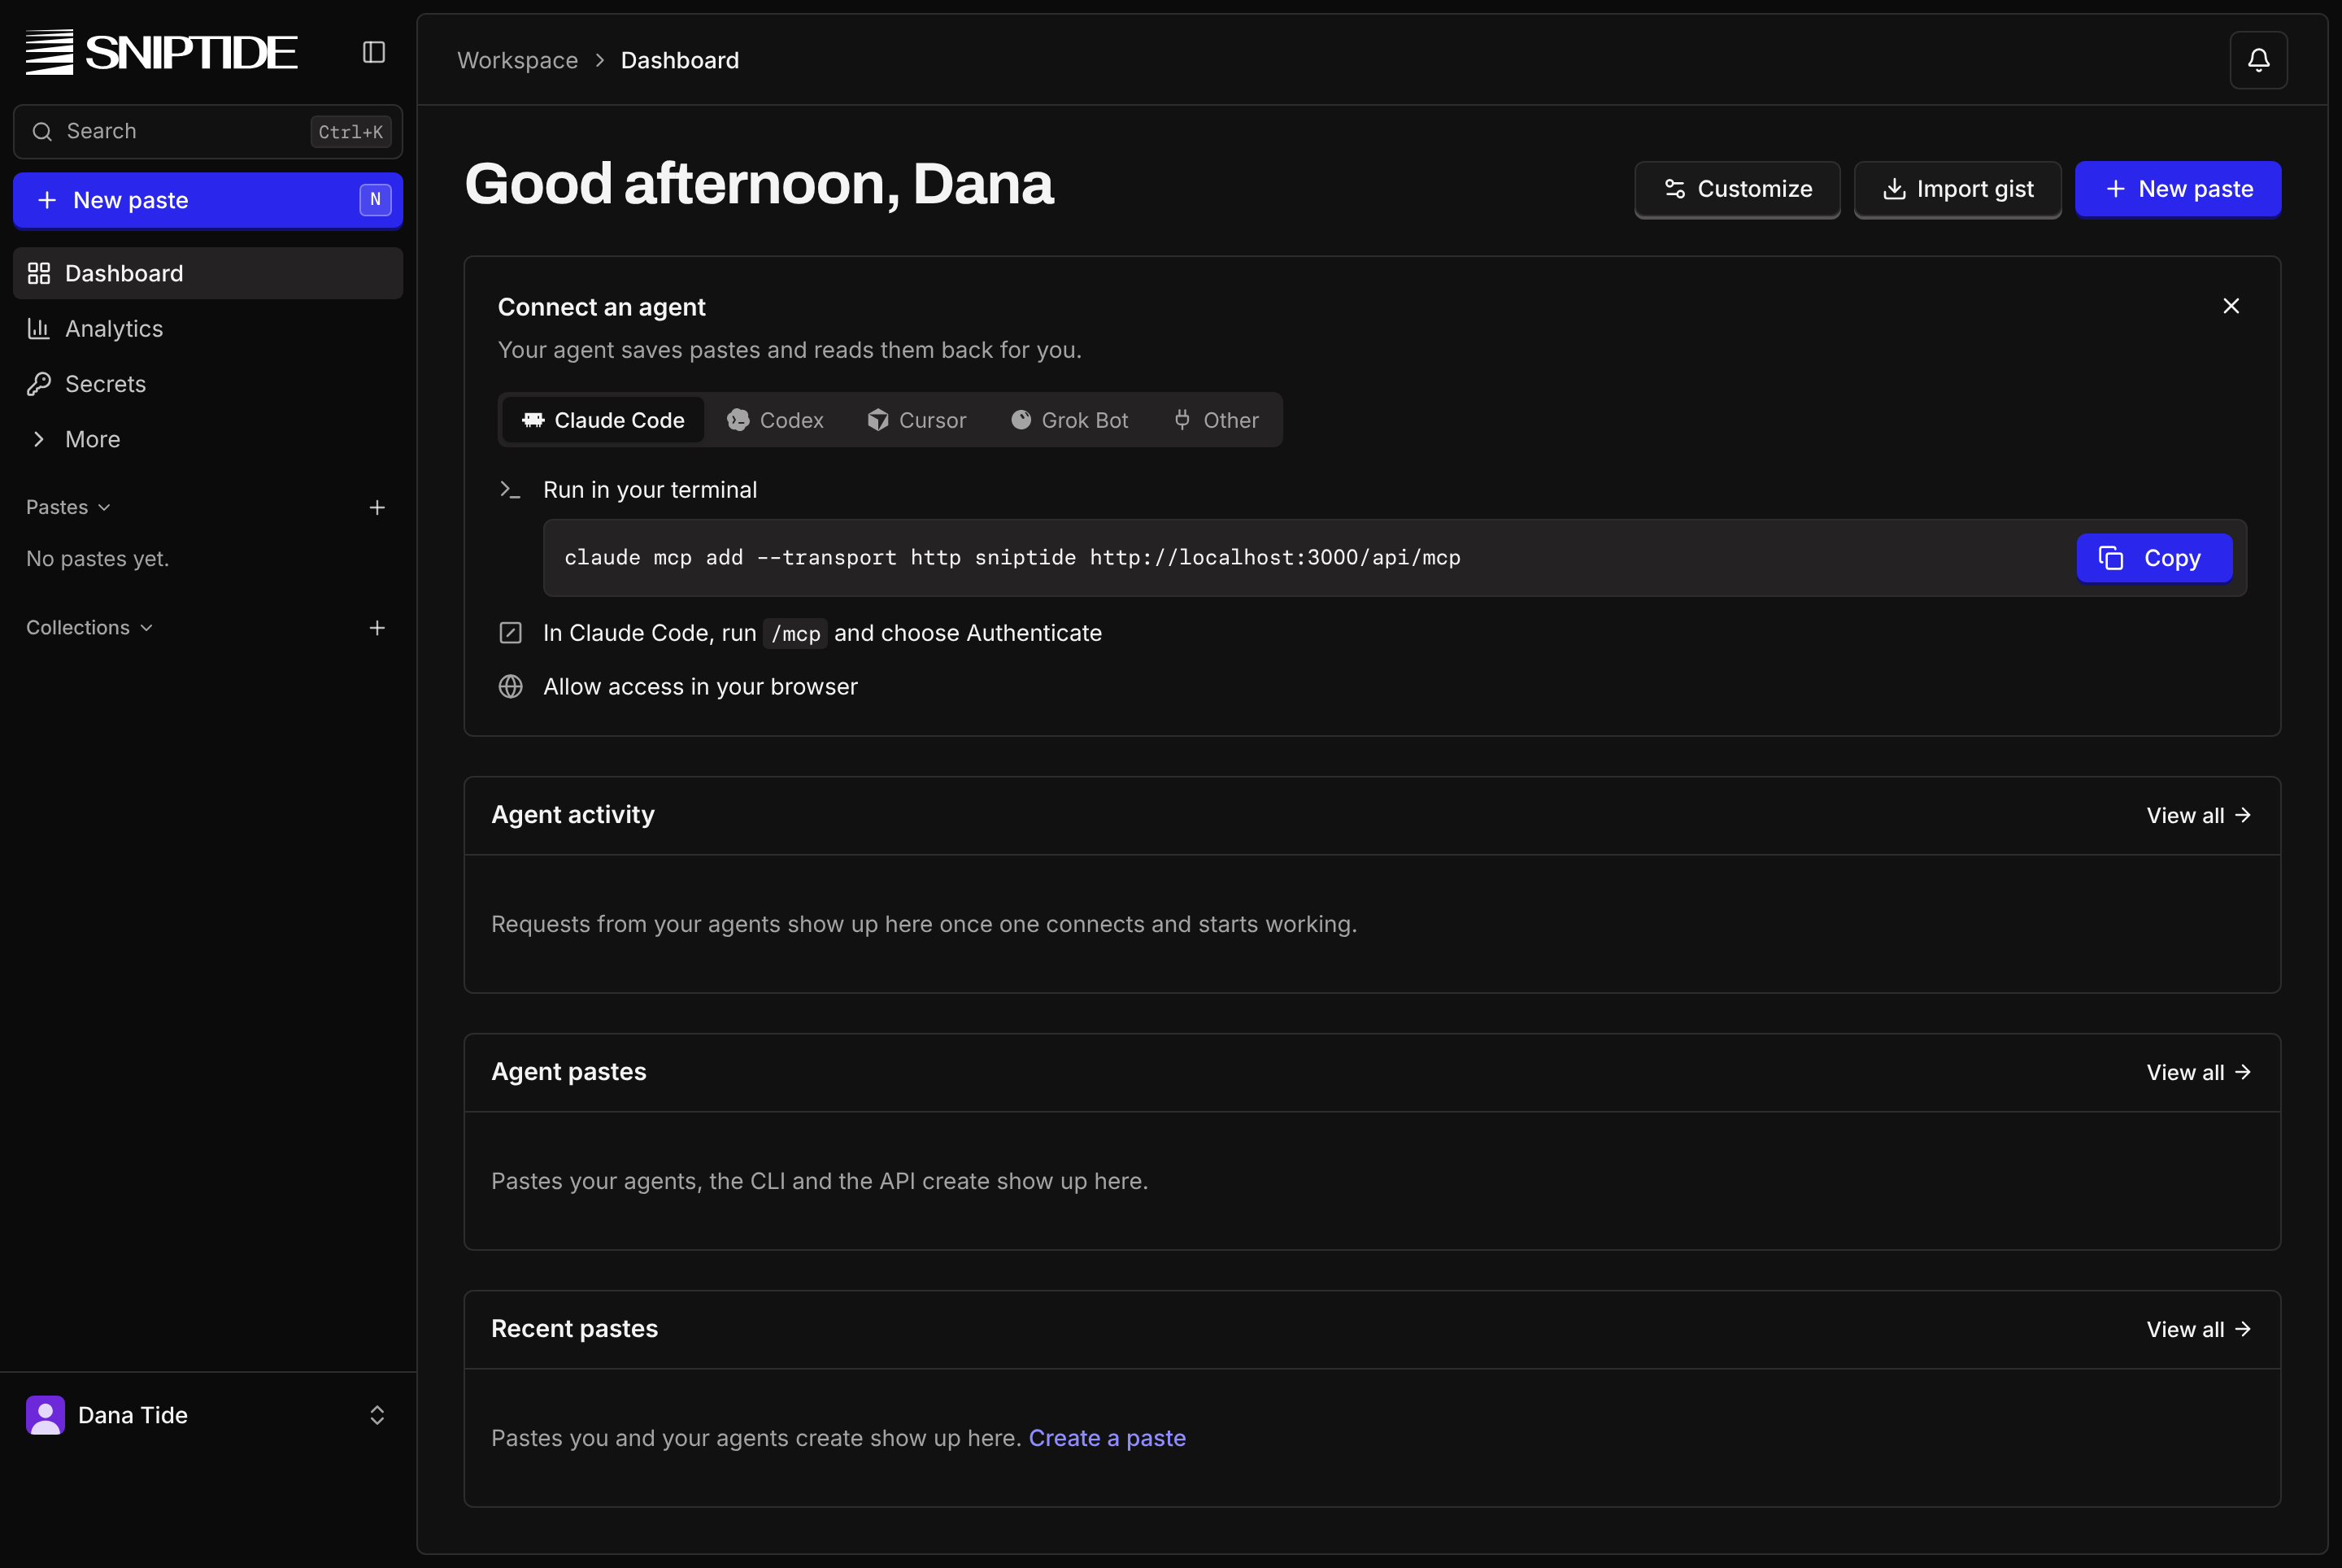 SNIPTIDE
Search Ctrl+K
New paste N
Dashboard
Analytics
Secrets
More
Pastes
No pastes yet.
Collections
Dana Tide
Workspace > Dashboard
Good afternoon, Dana
Customize
Import gist
New paste
Connect an agent
Your agent saves pastes and reads them back for you.
Claude Code
Codex
Cursor
Grok Bot
Other
Run in your terminal
claude mcp add --transport http sniptide http://localhost:3000/api/mcp
Copy
In Claude Code, run /mcp and choose Authenticate
Allow access in your browser
Agent activity
View all
Requests from your agents show up here once one connects and starts working.
Agent pastes
View all
Pastes your agents, the CLI and the API create show up here.
Recent pastes
View all
Pastes you and your agents create show up here. Create a paste